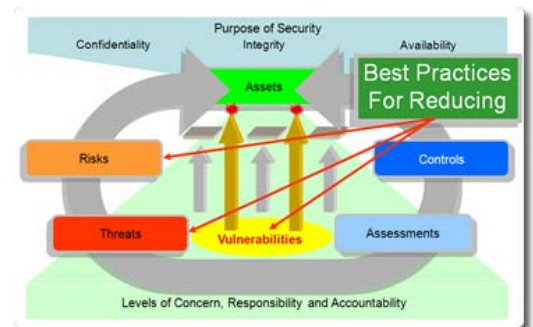 Purpose of Security
Confidentiality Integrity Availability
Assets
Best Practices
For Reducing
Risks
Controls
Threats
Vulnerabilities
Assessments
Levels of Concern, Responsibility and Accountability